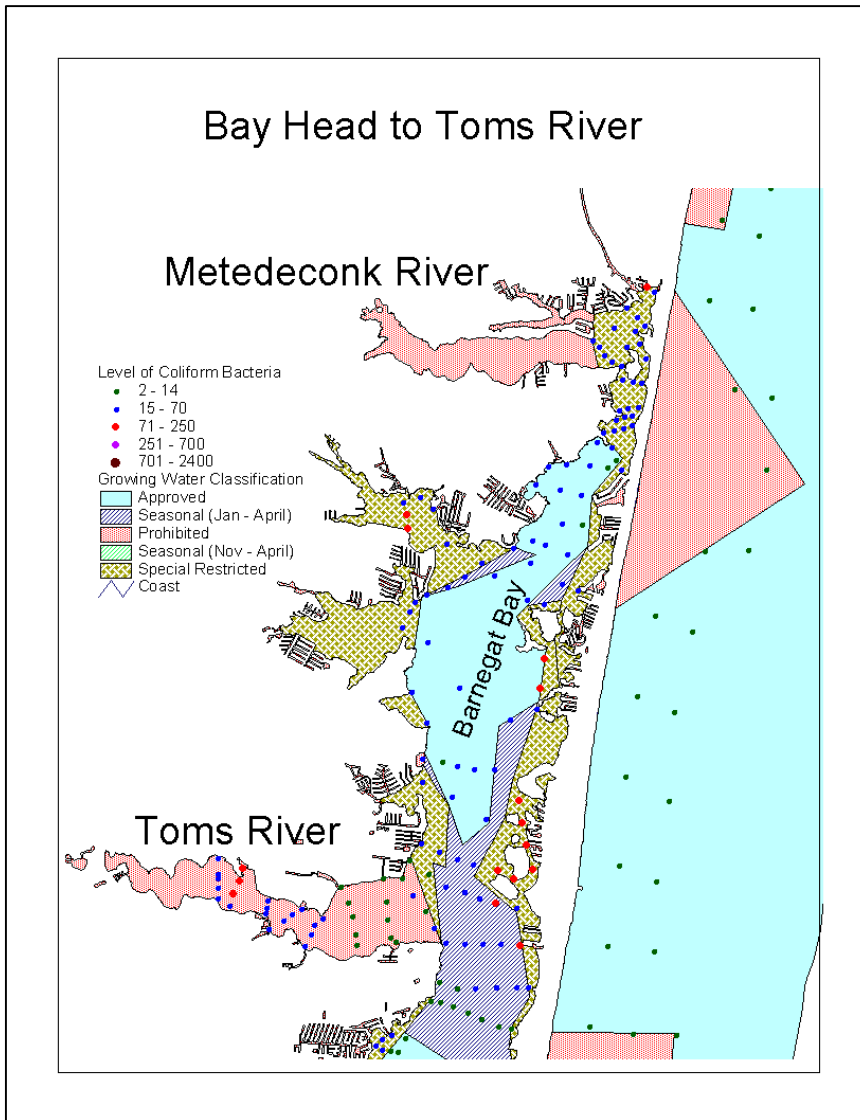 Bay Head to Toms River
Metedeconk River
Level of Coliform Bacteria
2 - 14
15 - 70
71 - 250
251 - 700
701 - 2400
Growing Water Classification
Approved
Seasonal (Jan - April)
Prohibited
Seasonal (Nov - April)
Special Restricted
Coast
Barnegat Bay
Toms River